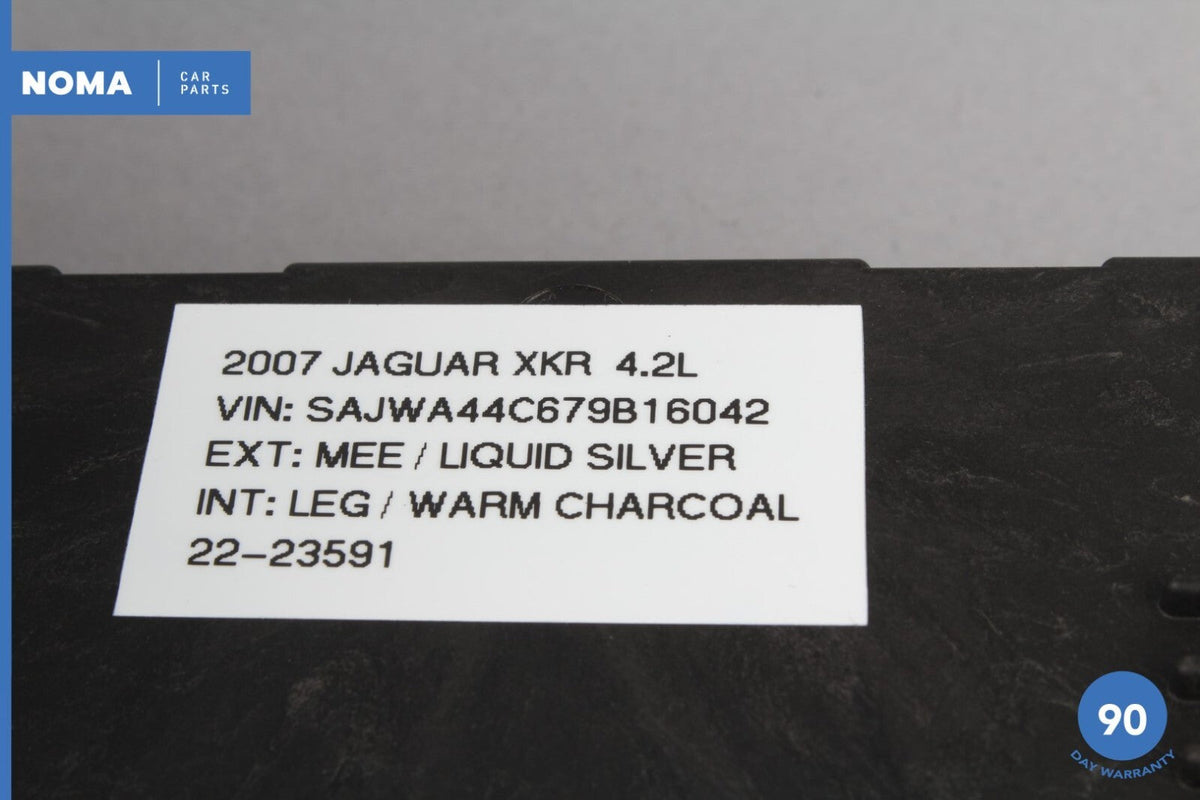 NOMA
CAR
PARTS
2007 JAGUAR XKR 4.2L
VIN: SAJWA44C679B16042
EXT: MEE / LIQUID SILVER
INT: LEG / WARM CHARCOAL
22-23591
90
DAY WARRANTY